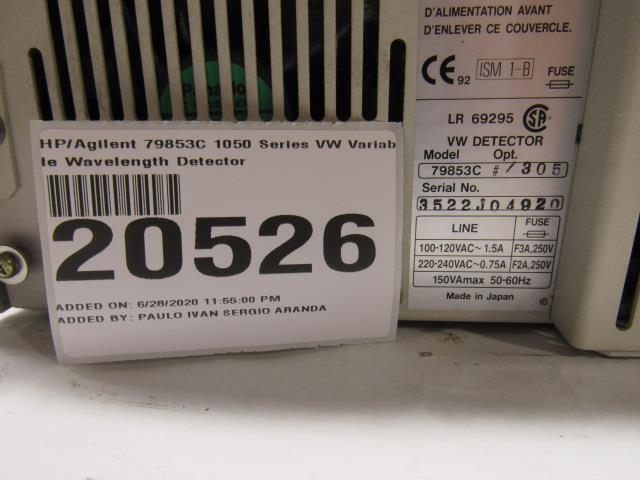 HP/Agilent 79853C 1050 Series VW Variab
le Wavelength Detector
20526
ADDED ON: 6/28/2020 11:55:00 PM
ADDED BY: PAULO IVAN SERGIO ARANDA
D'ALIMENTATION AVANT
D'ENLEVER CE COUVERCLE.
CE 92 ISM 1-B FUSE
LR 69295 SA
VW DETECTOR
Model Opt.
79853C #/305
Serial No.
3522J04920
LINE FUSE
100-120VAC~1.5A F3A,250V
220-240VAC~0.75A F2A,250V
150VAmax 50-60Hz
Made in Japan